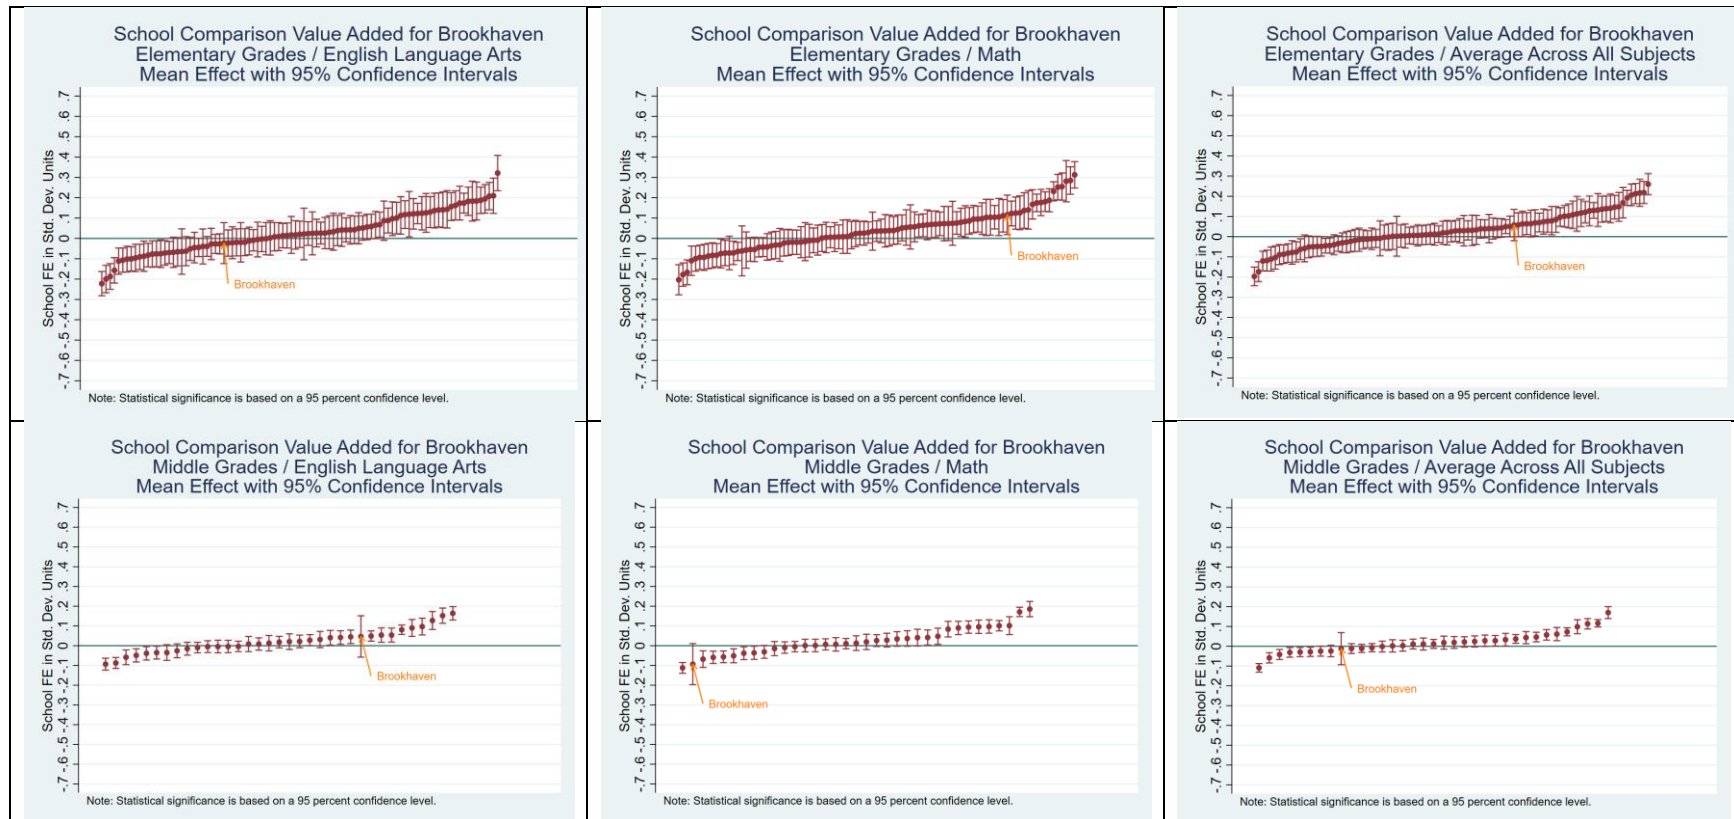 School Comparison Value Added for Brookhaven
Elementary Grades / English Language Arts
Mean Effect with 95% Confidence Intervals
School FE in Std. Dev. Units
-.7 -.6 -.5 -.4 -.3 -.2 -.1 0 .1 .2 .3 .4 .5 .6 .7
Brookhaven
Note: Statistical significance is based on a 95 percent confidence level.
School Comparison Value Added for Brookhaven
Elementary Grades / Math
Mean Effect with 95% Confidence Intervals
School FE in Std. Dev. Units
-.7 -.6 -.5 -.4 -.3 -.2 -.1 0 .1 .2 .3 .4 .5 .6 .7
Brookhaven
Note: Statistical significance is based on a 95 percent confidence level.
School Comparison Value Added for Brookhaven
Elementary Grades / Average Across All Subjects
Mean Effect with 95% Confidence Intervals
School FE in Std. Dev. Units
-.7 -.6 -.5 -.4 -.3 -.2 -.1 0 .1 .2 .3 .4 .5 .6 .7
Brookhaven
Note: Statistical significance is based on a 95 percent confidence level.
School Comparison Value Added for Brookhaven
Middle Grades / English Language Arts
Mean Effect with 95% Confidence Intervals
School FE in Std. Dev. Units
-.7 -.6 -.5 -.4 -.3 -.2 -.1 0 .1 .2 .3 .4 .5 .6 .7
Brookhaven
Note: Statistical significance is based on a 95 percent confidence level.
School Comparison Value Added for Brookhaven
Middle Grades / Math
Mean Effect with 95% Confidence Intervals
School FE in Std. Dev. Units
-.7 -.6 -.5 -.4 -.3 -.2 -.1 0 .1 .2 .3 .4 .5 .6 .7
Brookhaven
Note: Statistical significance is based on a 95 percent confidence level.
School Comparison Value Added for Brookhaven
Middle Grades / Average Across All Subjects
Mean Effect with 95% Confidence Intervals
School FE in Std. Dev. Units
-.7 -.6 -.5 -.4 -.3 -.2 -.1 0 .1 .2 .3 .4 .5 .6 .7
Brookhaven
Note: Statistical significance is based on a 95 percent confidence level.